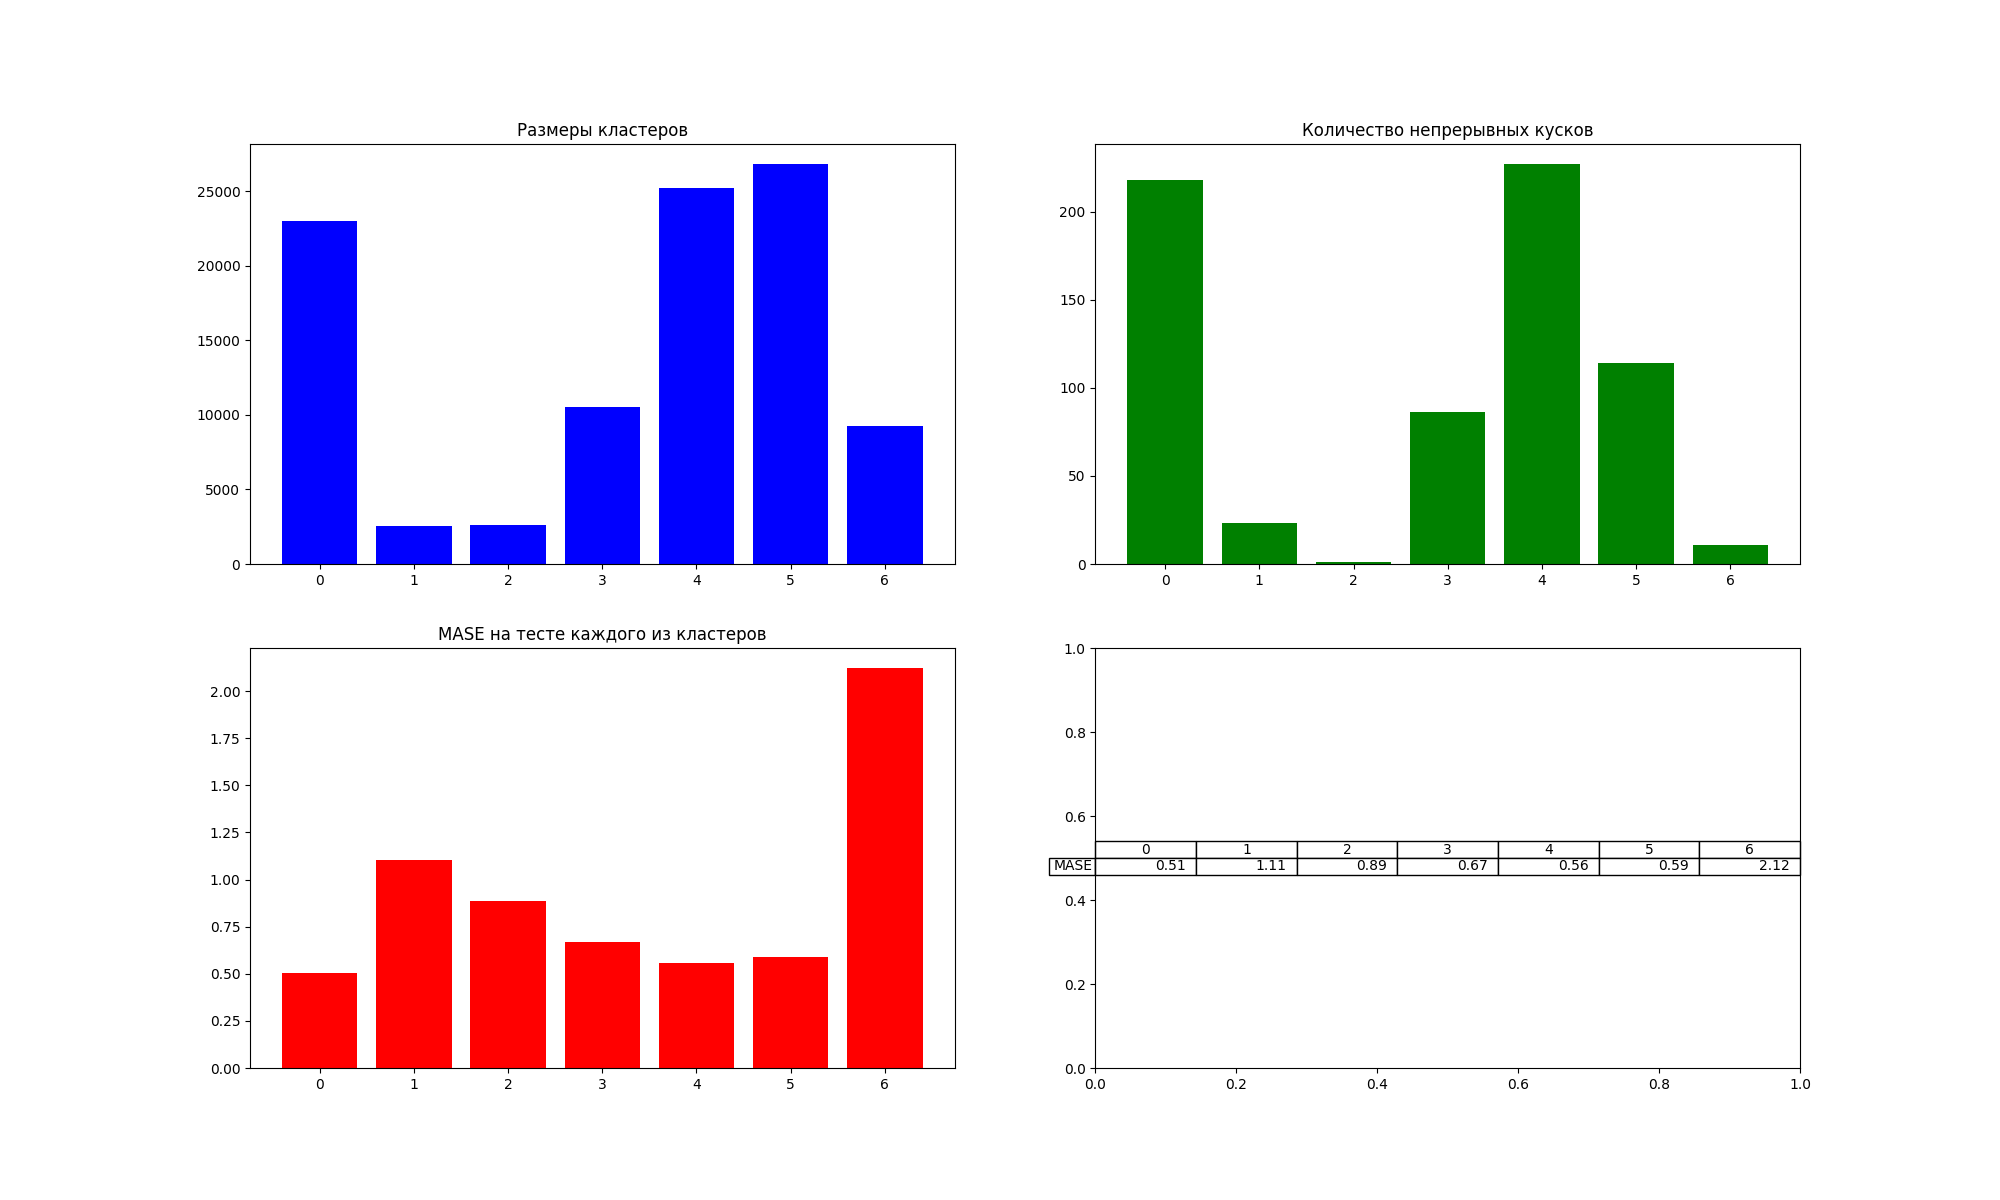 Размеры кластеров
25000
20000
15000
10000
5000
0
0 1 2 3 4 5 6
Количество непрерывных кусков
200
150
100
50
0
0 1 2 3 4 5 6
MASE на тесте каждого из кластеров
2.00
1.75
1.50
1.25
1.00
0.75
0.50
0.25
0.00
0 1 2 3 4 5 6
1.0
0.8
0.6
0 1 2 3 4 5 6
MASE 0.51 1.11 0.89 0.67 0.56 0.59 2.12
0.4
0.2
0.0
0.0 0.2 0.4 0.6 0.8 1.0